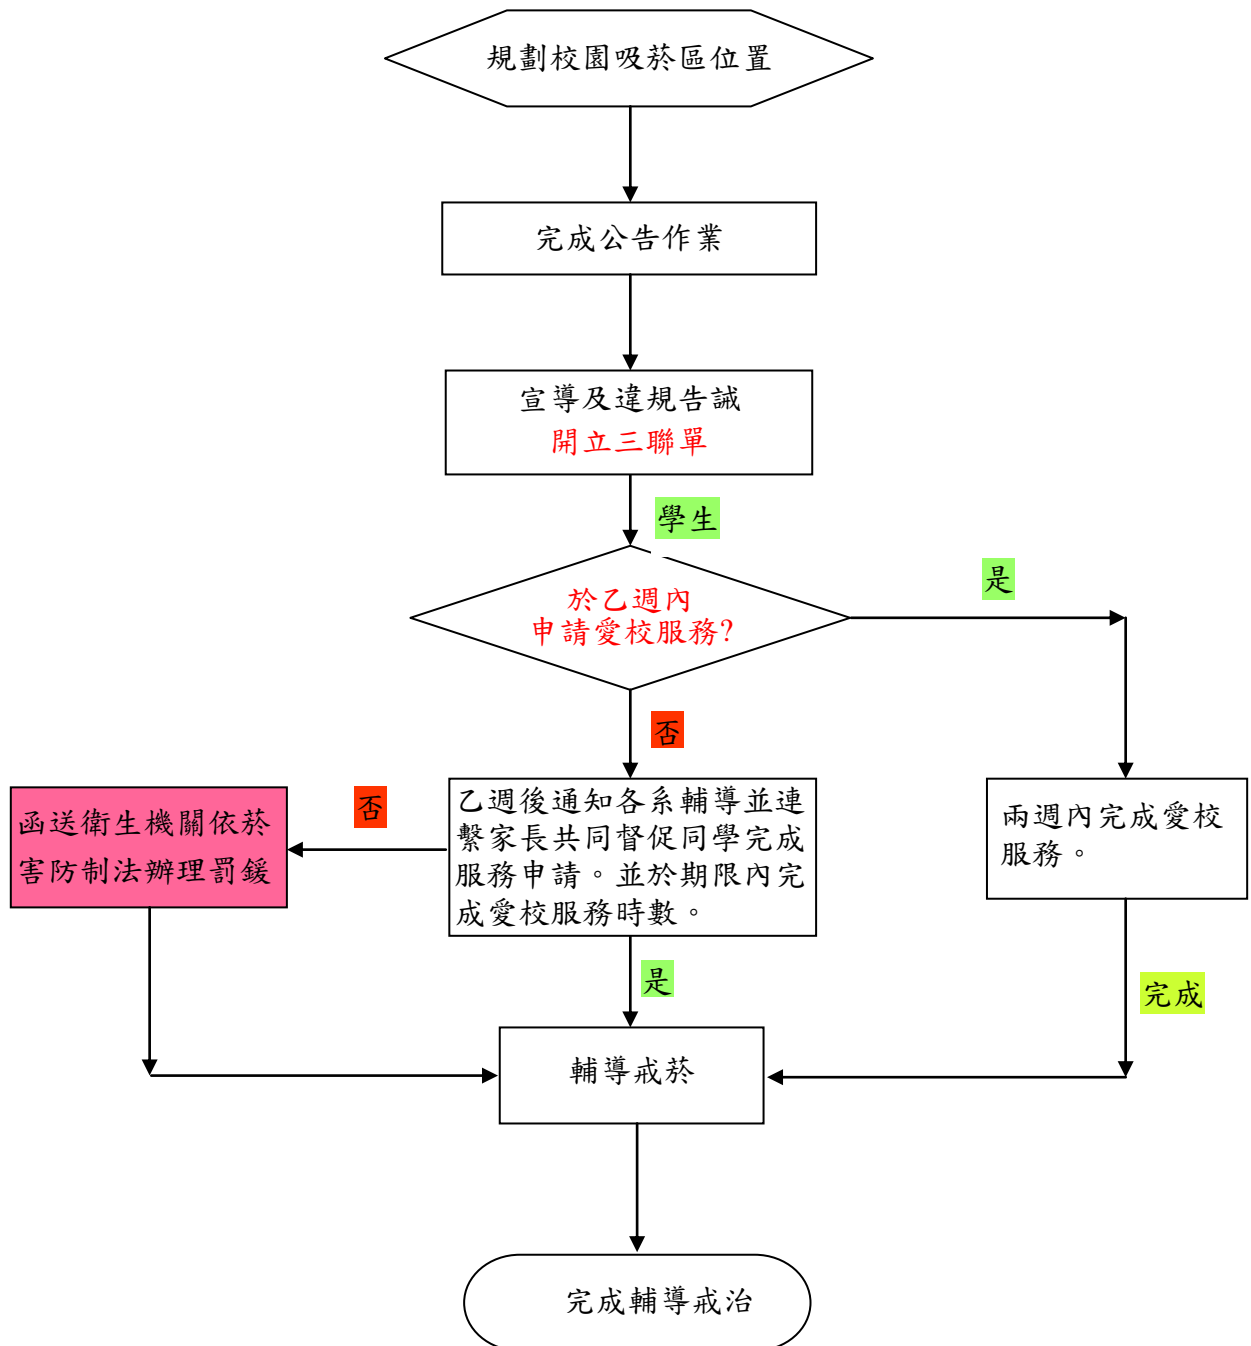 規劃校園吸菸區位置
完成公告作業
宣導及違規告誡
開立三聯單
學生
於乙週內
申請愛校服務?
是
否
乙週後通知各系輔導並連
繫家長共同督促同學完成
服務申請。並於期限內完
成愛校服務時數。
否
函送衛生機關依菸
害防制法辦理罰鍰
兩週內完成愛校
服務。
是
完成
輔導戒菸
完成輔導戒治